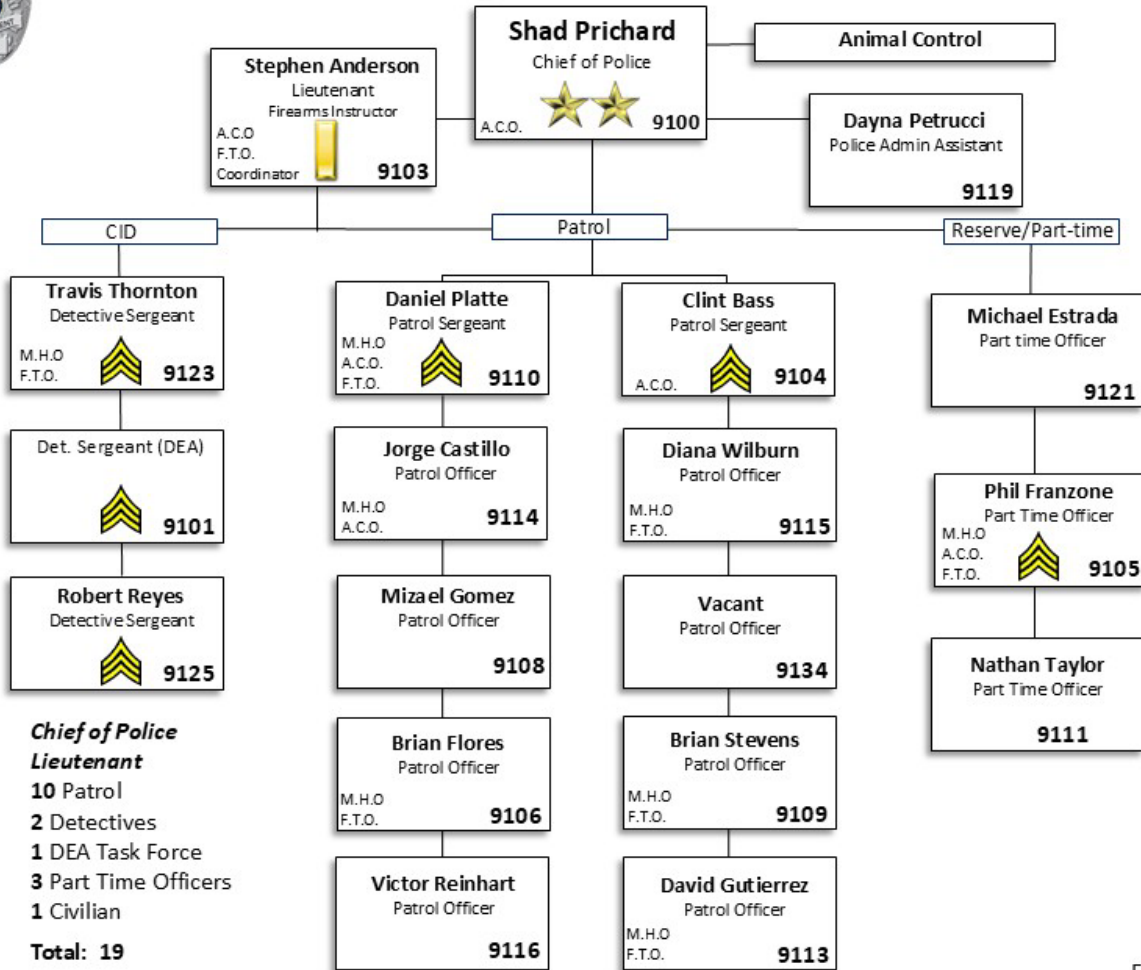 Shad Prichard
Chief of Police
A.C.O.
9100
Stephen Anderson
Lieutenant
Firearms Instructor
A.C.O
F.T.O.
Coordinator
9103
Animal Control
Dayna Petrucci
Police Admin Assistant
9119
CID
Patrol
Reserve/Part-time
Travis Thornton
Detective Sergeant
M.H.O
F.T.O.
9123
Det. Sergeant (DEA)
9101
Robert Reyes
Detective Sergeant
9125
Daniel Platte
Patrol Sergeant
M.H.O
A.C.O.
F.T.O.
9110
Jorge Castillo
Patrol Officer
M.H.O
A.C.O.
9114
Mizael Gomez
Patrol Officer
9108
Brian Flores
Patrol Officer
M.H.O
F.T.O.
9106
Victor Reinhart
Patrol Officer
9116
Clint Bass
Patrol Sergeant
A.C.O.
9104
Diana Wilburn
Patrol Officer
M.H.O
F.T.O.
9115
Vacant
Patrol Officer
9134
Brian Stevens
Patrol Officer
M.H.O
F.T.O.
9109
David Gutierrez
Patrol Officer
M.H.O
F.T.O.
9113
Michael Estrada
Part time Officer
9121
Phil Franzone
Part Time Officer
M.H.O
A.C.O.
F.T.O.
9105
Nathan Taylor
Part Time Officer
9111
Chief of Police
Lieutenant
10 Patrol
2 Detectives
1 DEA Task Force
3 Part Time Officers
1 Civilian
Total: 19